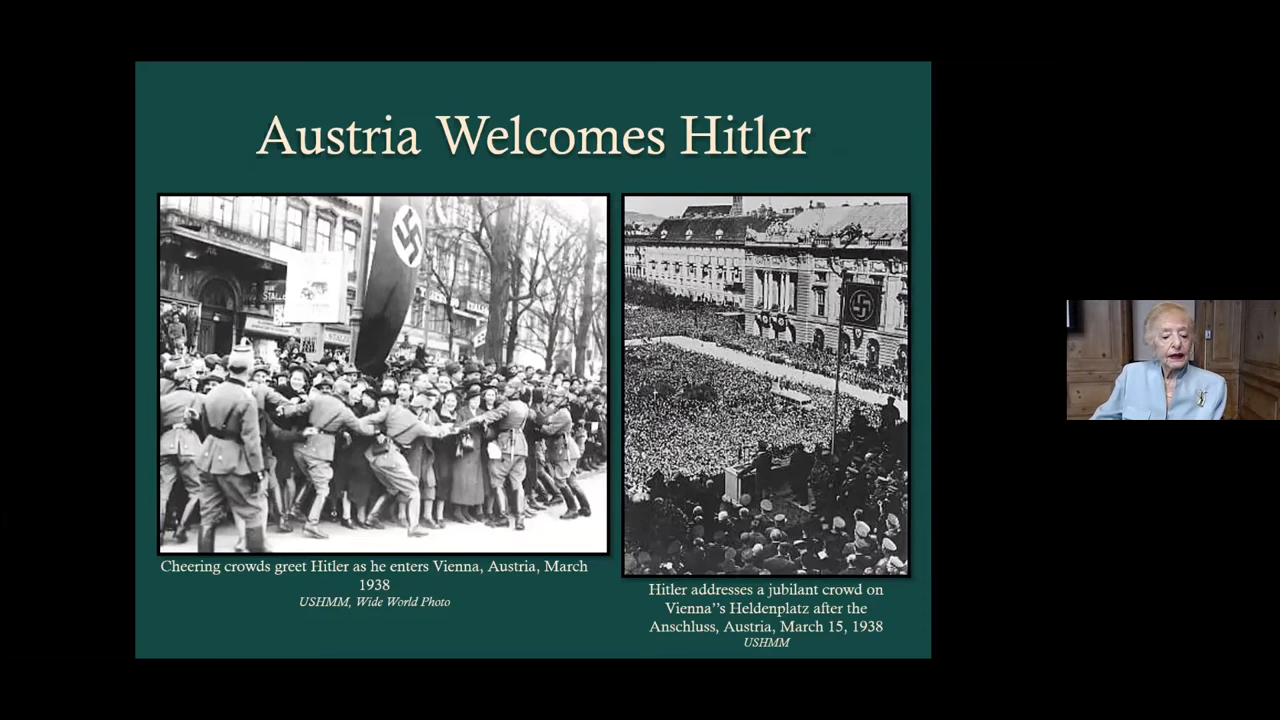 Austria Welcomes Hitler
Cheering crowds greet Hitler as he enters Vienna, Austria, March
1938
USHMM, Wide World Photo
Hitler addresses a jubilant crowd on
Vienna’’s Heldenplatz after the
Anschluss, Austria, March 15, 1938
USHMM